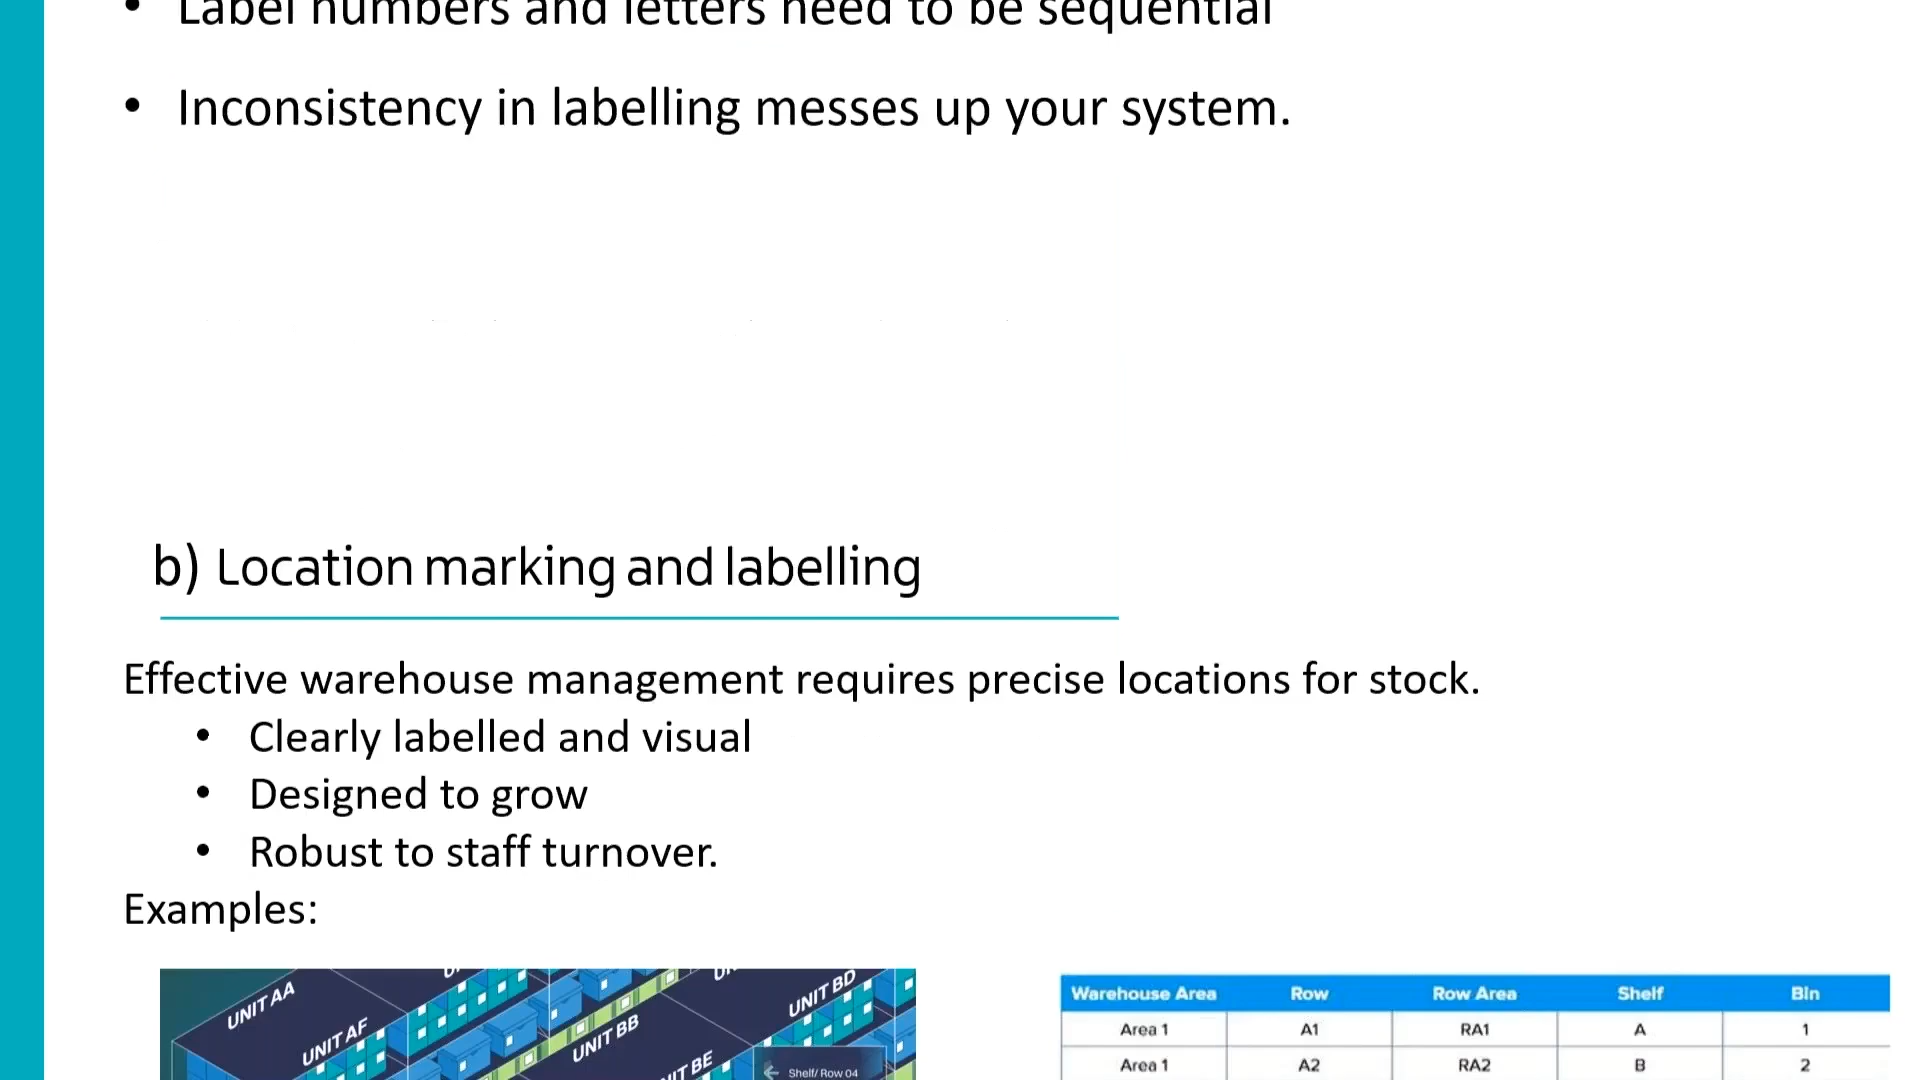 • Label numbers and letters need to be sequential
• Inconsistency in labelling messes up your system.
b) Location marking and labelling
Effective warehouse management requires precise locations for stock.
• Clearly labelled and visual
• Designed to grow
• Robust to staff turnover.
Examples:
UNIT AA
UNIT AF
UNIT BB
UNIT BD
UNIT BE
Shelf/ Row 04
Warehouse Area Row Row Area Shelf Bin
Area 1 A1 RA1 A 1
Area 1 A2 RA2 B 2